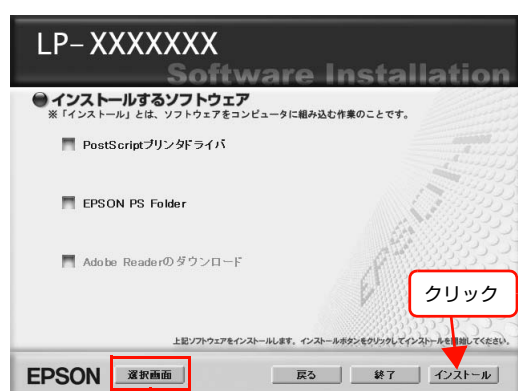 LP-XXXXXXX
Software Installation
インストールするソフトウェア
※「インストール」とは、ソフトウェアをコンピュータに組み込む作業のことです。
PostScriptプリンタドライバ
EPSON PS Folder
Adobe Readerのダウンロード
EPSON
クリック
上記ソフトウェアをインストールします。インストールボタンをクリックしてインストールを開始してください。
EPSON 選択画面 戻る 終了 インストール